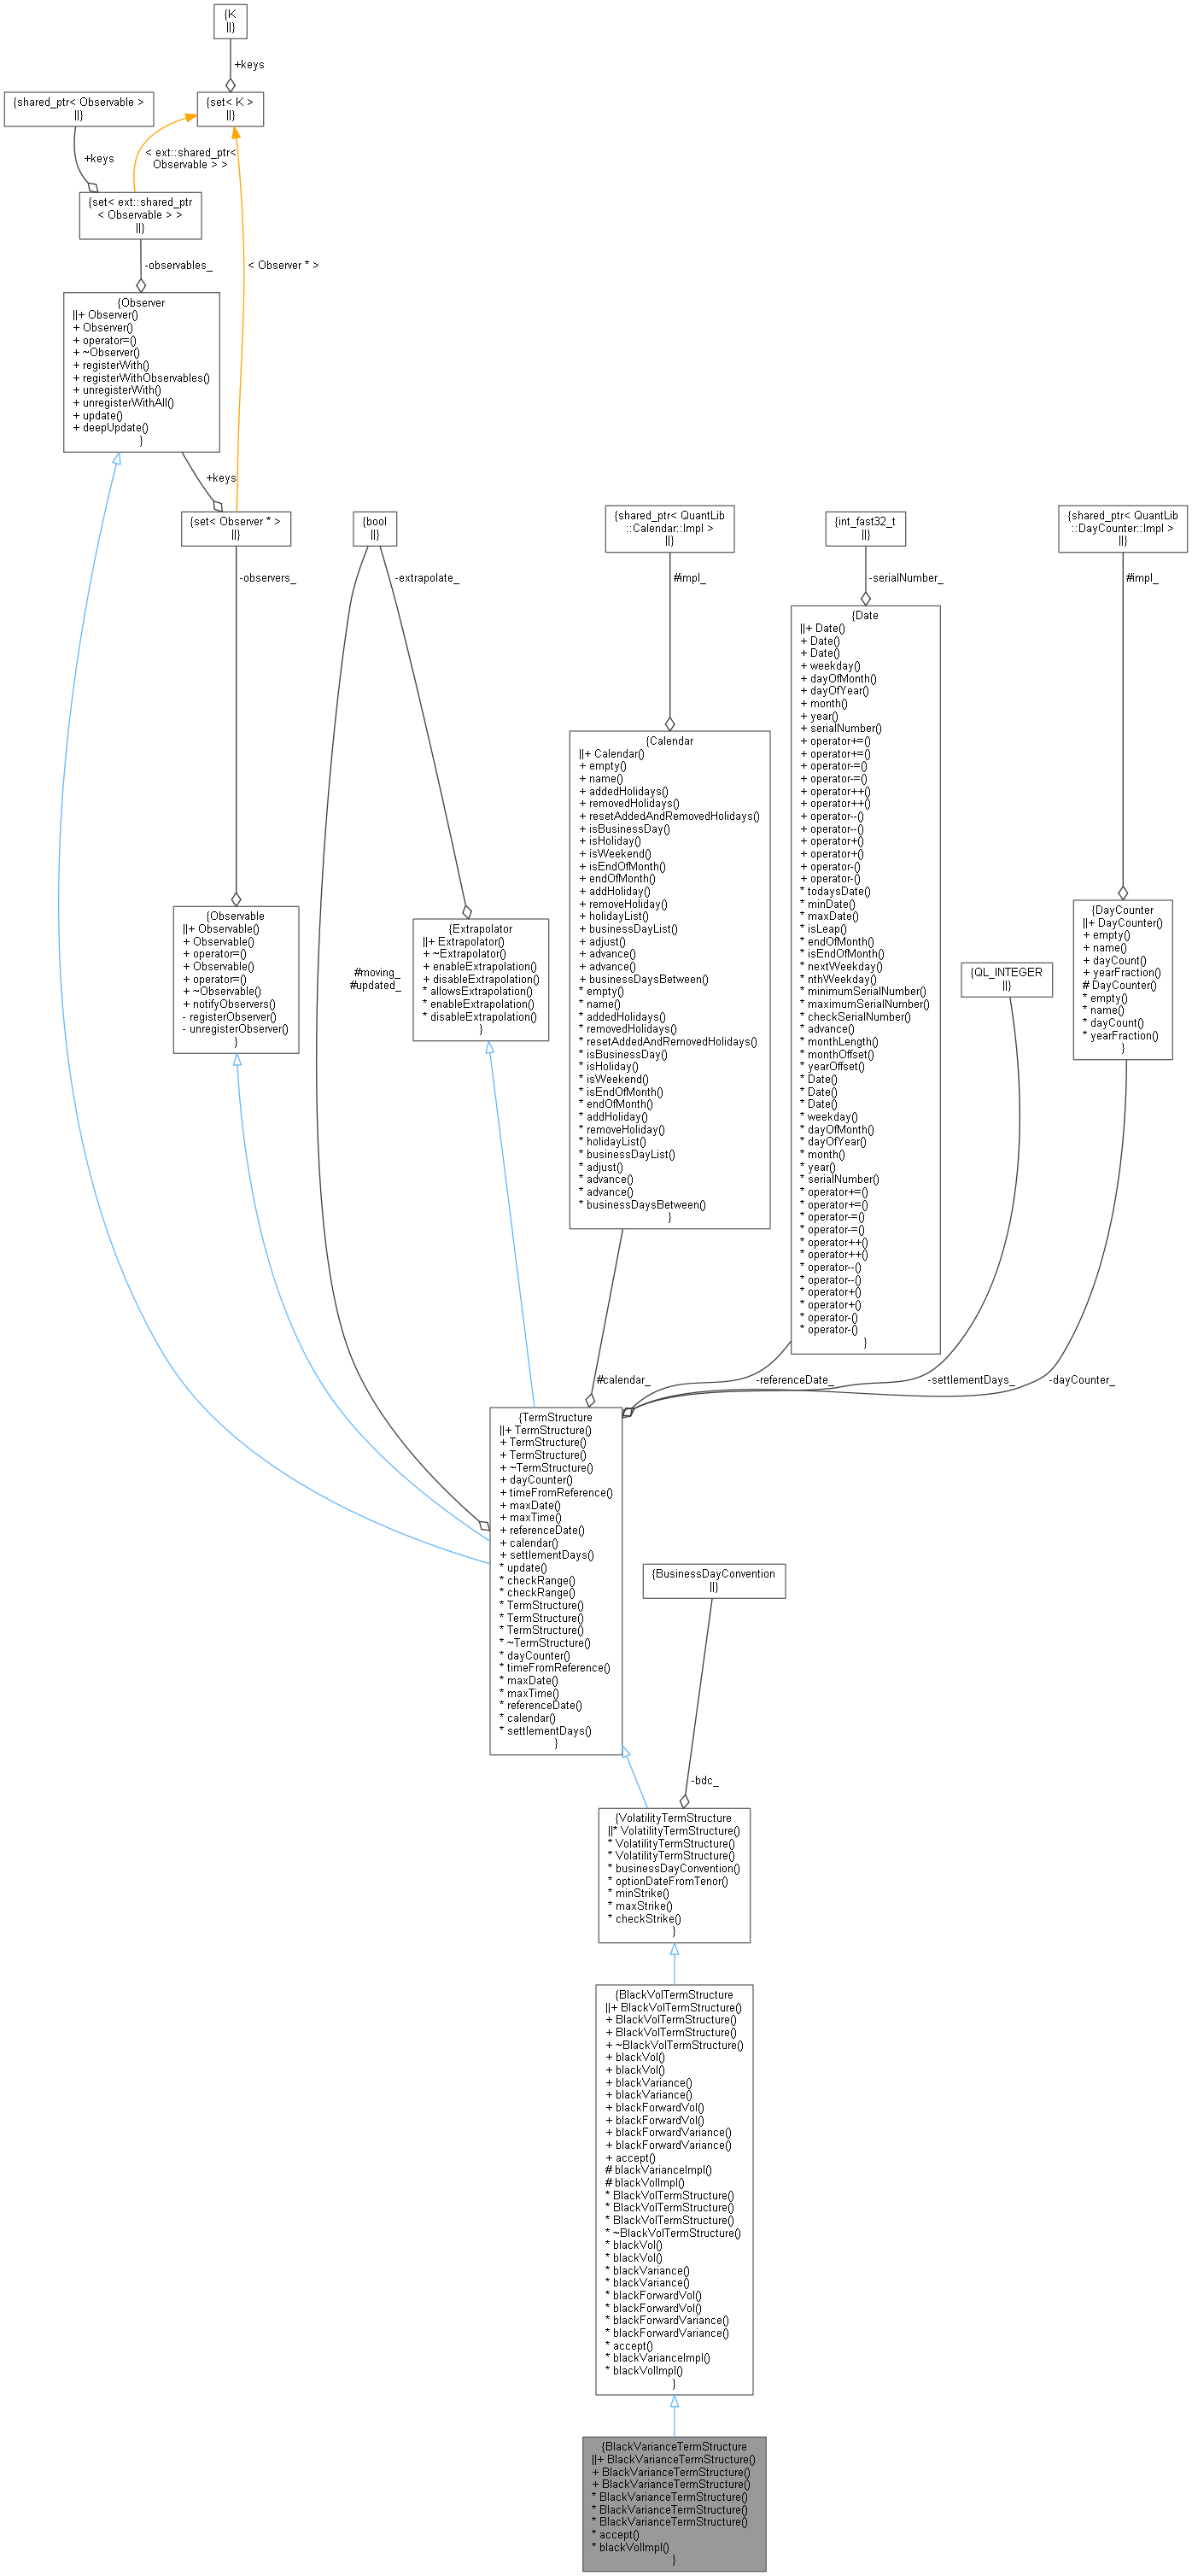 {K
||}
+keys
{shared_ptr< Observable >
||}
{set< K >
||}
+keys
< ext::shared_ptr<
Observable > >
{set< ext::shared_ptr
< Observable > >
||}
-observables_
< Observer * >
{Observer
||+ Observer()
+ Observer()
+ operator=()
+ ~Observer()
+ registerWith()
+ registerWithObservables()
+ unregisterWith()
+ unregisterWithAll()
+ update()
+ deepUpdate()
}
+keys
{set< Observer * >
||}
{bool
||}
{shared_ptr< QuantLib
::Calendar::Impl >
||}
{int_fast32_t
||}
{shared_ptr< QuantLib
::DayCounter::Impl >
||}
-observers_
-extrapolate_
#impl_
-serialNumber_
#impl_
{Date
||+ Date()
+ Date()
+ Date()
+ weekday()
+ dayOfMonth()
+ dayOfYear()
+ month()
+ year()
+ serialNumber()
+ operator+=()
+ operator+=()
+ operator-=()
+ operator-=()
+ operator++()
+ operator++()
+ operator--()
+ operator--()
+ operator+()
+ operator+()
+ operator-()
+ operator-()
* todaysDate()
* minDate()
* maxDate()
* isLeap()
* endOfMonth()
* isEndOfMonth()
* nextWeekday()
* nthWeekday()
* minimumSerialNumber()
* maximumSerialNumber()
* checkSerialNumber()
* advance()
* monthLength()
* monthOffset()
* yearOffset()
* Date()
* Date()
* Date()
* weekday()
* dayOfMonth()
* dayOfYear()
* month()
* year()
* serialNumber()
* operator+=()
* operator+=()
* operator-=()
* operator-=()
* operator++()
* operator++()
* operator--()
* operator--()
* operator+()
* operator+()
* operator-()
* operator-()
}
{Calendar
||+ Calendar()
+ empty()
+ name()
+ addedHolidays()
+ removedHolidays()
+ resetAddedAndRemovedHolidays()
+ isBusinessDay()
+ isHoliday()
+ isWeekend()
+ isEndOfMonth()
+ endOfMonth()
+ addHoliday()
+ removeHoliday()
+ holidayList()
+ businessDayList()
+ adjust()
+ advance()
+ advance()
+ businessDaysBetween()
* empty()
* name()
* addedHolidays()
* removedHolidays()
* resetAddedAndRemovedHolidays()
* isBusinessDay()
* isHoliday()
* isWeekend()
* isEndOfMonth()
* endOfMonth()
* addHoliday()
* removeHoliday()
* holidayList()
* businessDayList()
* adjust()
* advance()
* advance()
* businessDaysBetween()
}
{Observable
||+ Observable()
+ Observable()
+ operator=()
+ Observable()
+ operator=()
+ ~Observable()
+ notifyObservers()
- registerObserver()
- unregisterObserver()
}
#moving_
#updated_
{Extrapolator
||+ Extrapolator()
+ ~Extrapolator()
+ enableExtrapolation()
+ disableExtrapolation()
* allowsExtrapolation()
* enableExtrapolation()
* disableExtrapolation()
}
{QL_INTEGER
||}
{DayCounter
||+ DayCounter()
+ empty()
+ name()
+ dayCount()
+ yearFraction()
# DayCounter()
* empty()
* name()
* dayCount()
* yearFraction()
}
#calendar_
-referenceDate_
-settlementDays_
-dayCounter_
{TermStructure
||+ TermStructure()
+ TermStructure()
+ TermStructure()
+ ~TermStructure()
+ dayCounter()
+ timeFromReference()
+ maxDate()
+ maxTime()
+ referenceDate()
+ calendar()
+ settlementDays()
* update()
* checkRange()
* checkRange()
* TermStructure()
* TermStructure()
* TermStructure()
* ~TermStructure()
* dayCounter()
* timeFromReference()
* maxDate()
* maxTime()
* referenceDate()
* calendar()
* settlementDays()
}
{BusinessDayConvention
||}
-bdc_
{VolatilityTermStructure
||* VolatilityTermStructure()
* VolatilityTermStructure()
* VolatilityTermStructure()
* businessDayConvention()
* optionDateFromTenor()
* minStrike()
* maxStrike()
* checkStrike()
}
{BlackVolTermStructure
||+ BlackVolTermStructure()
+ BlackVolTermStructure()
+ BlackVolTermStructure()
+ ~BlackVolTermStructure()
+ blackVol()
+ blackVol()
+ blackVariance()
+ blackVariance()
+ blackForwardVol()
+ blackForwardVol()
+ blackForwardVariance()
+ blackForwardVariance()
+ accept()
# blackVarianceImpl()
# blackVolImpl()
* BlackVolTermStructure()
* BlackVolTermStructure()
* BlackVolTermStructure()
* ~BlackVolTermStructure()
* blackVol()
* blackVol()
* blackVariance()
* blackVariance()
* blackForwardVol()
* blackForwardVol()
* blackForwardVariance()
* blackForwardVariance()
* accept()
* blackVarianceImpl()
* blackVolImpl()
}
{BlackVarianceTermStructure
||+ BlackVarianceTermStructure()
+ BlackVarianceTermStructure()
+ BlackVarianceTermStructure()
* BlackVarianceTermStructure()
* BlackVarianceTermStructure()
* BlackVarianceTermStructure()
* accept()
* blackVolImpl()
}